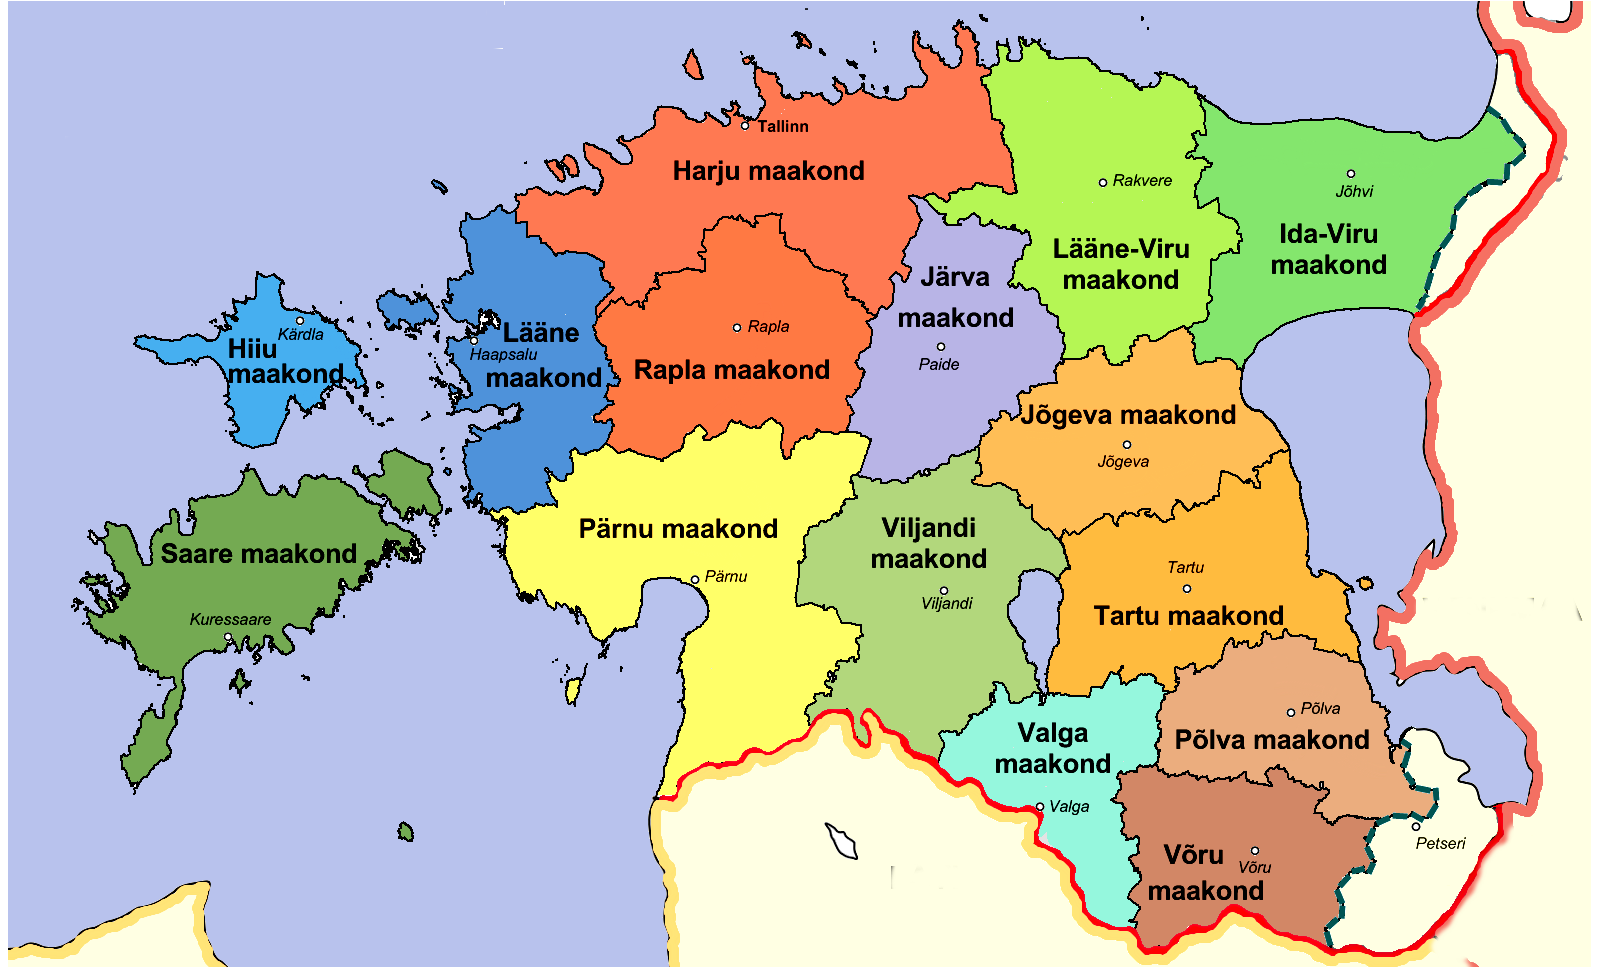 Tallinn
Harju maakond
Rakvere
Jõhvi
Lääne-Viru
maakond
Ida-Viru
maakond
Järva
maakond
Paide
Kärdla
Hiiu
maakond
Lääne
Haapsalu
maakond
Rapla
Rapla maakond
Jõgeva maakond
Jõgeva
Saare maakond
Kuressaare
Pärnu maakond
Pärnu
Viljandi
maakond
Viljandi
Tartu
Tartu maakond
Valga
maakond
Valga
Põlva
Põlva maakond
Võru
Võru
maakond
Petseri